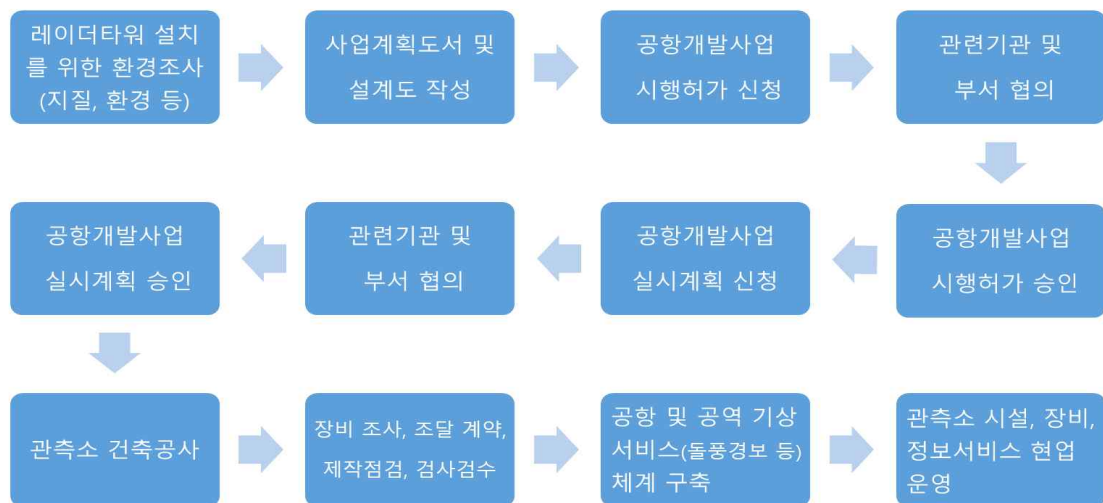 레이더타워 설치
를 위한 환경조사
(지질, 환경 등)
사업계획도서 및
설계도 작성
공항개발사업
시행허가 신청
관련기관 및
부서 협의
공항개발사업
시행허가 승인
공항개발사업
실시계획 신청
관련기관 및
부서 협의
공항개발사업
실시계획 승인
관측소 건축공사
장비 조사, 조달 계약,
제작점검, 검사검수
공항 및 공역 기상
서비스(돌풍경보 등)
체계 구축
관측소 시설, 장비,
정보서비스 현업
운영